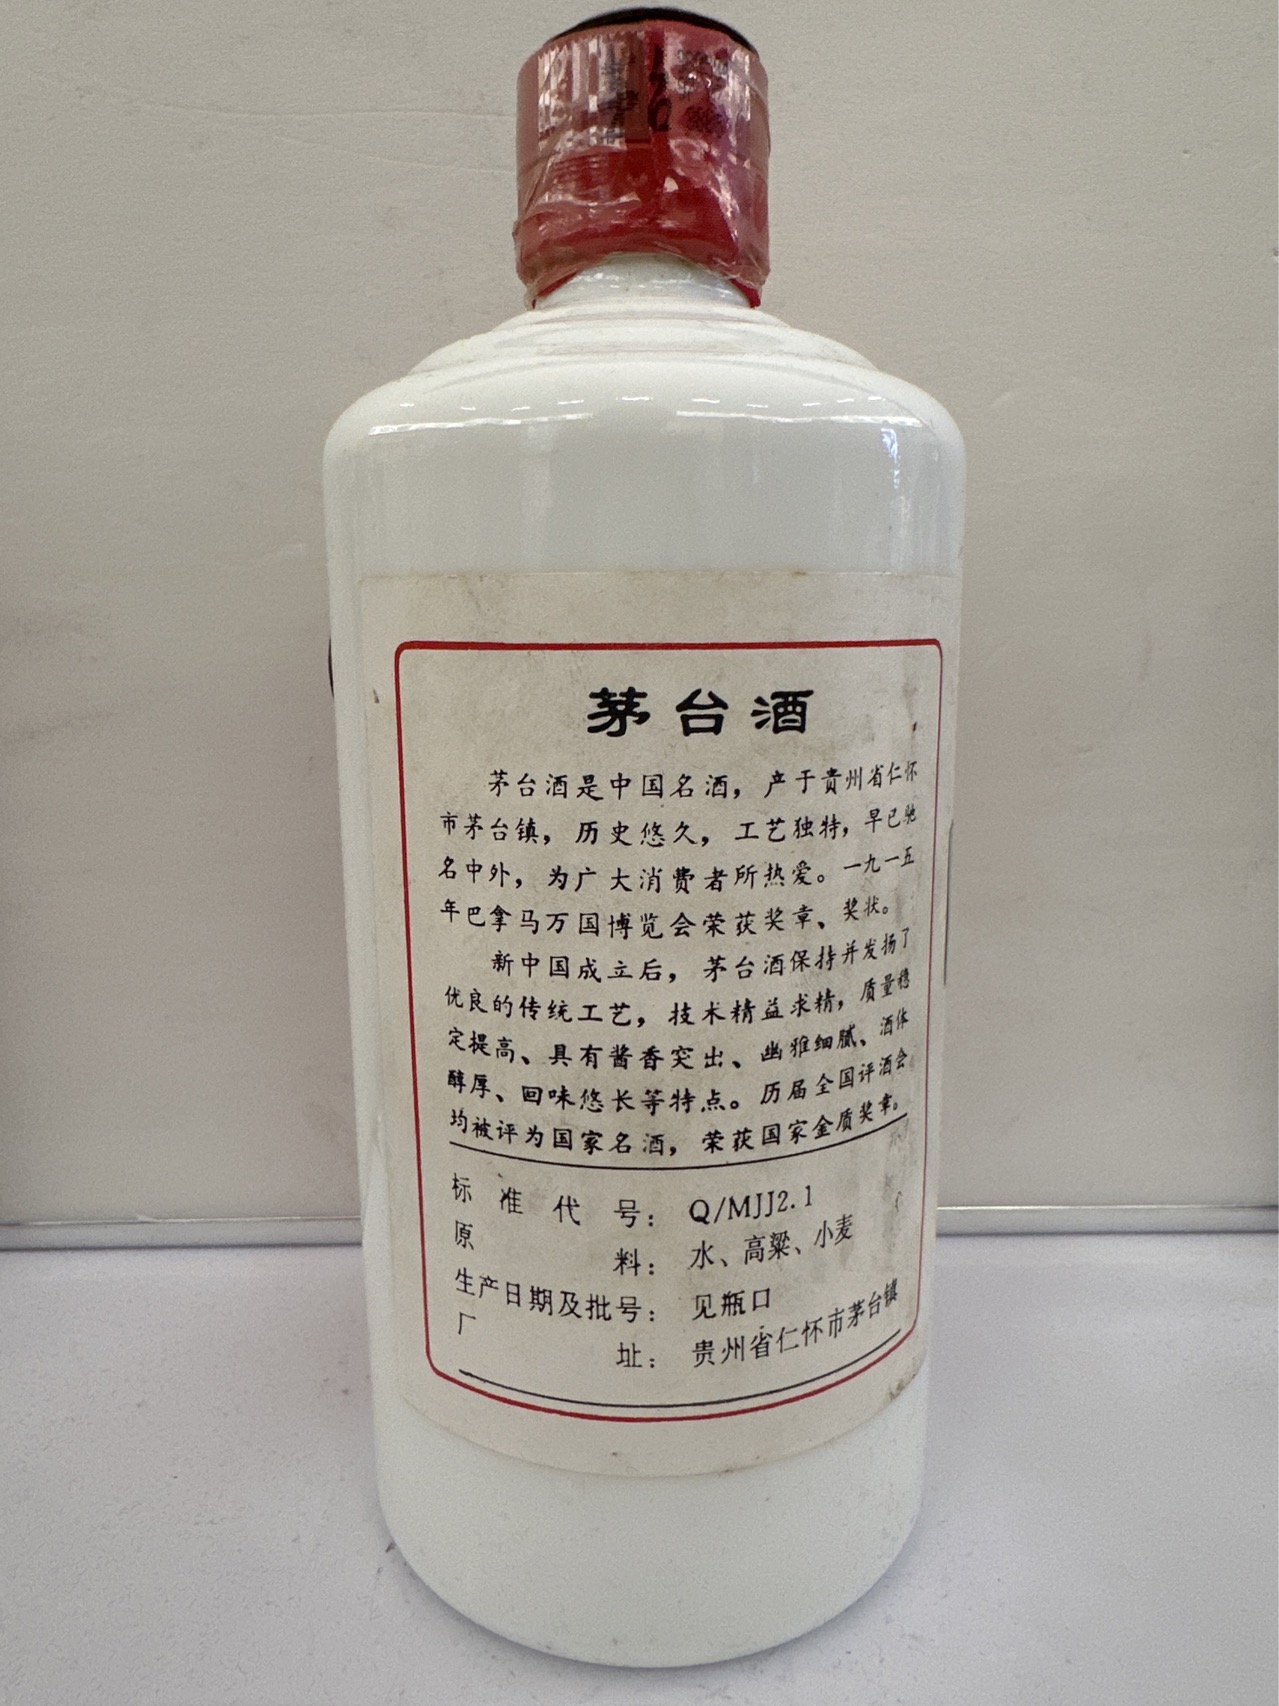 茅台酒
茅台酒是中国名酒，产于贵州省仁怀
市茅台镇，历史悠久，工艺独特，早已驰
名中外，为广大消费者所热爱。一九一五
年巴拿马万国博览会荣获奖章、奖状。
新中国成立后，茅台酒保持并发扬了
优良的传统工艺，技术精益求精，质量稳
定提高、具有酱香突出、幽雅细腻、酒体
醇厚、回味悠长等特点。历届全国评酒会
均被评为国家名酒，荣获国家金质奖章。
标准代号：Q/MJJ2.1
原料：水、高粱、小麦
生产日期及批号：见瓶口
厂址：贵州省仁怀市茅台镇